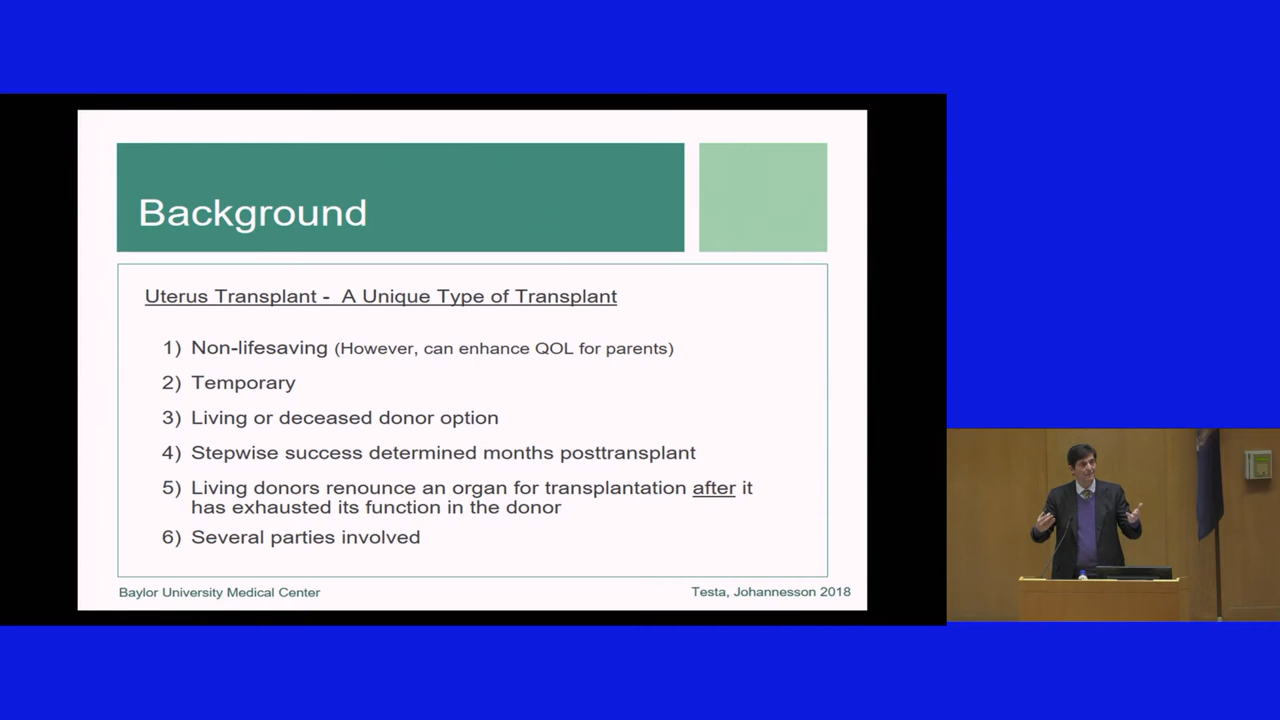 Background
Uterus Transplant -  A Unique Type of Transplant
1) Non-lifesaving (However, can enhance QOL for parents)
2) Temporary
3) Living or deceased donor option
4) Stepwise success determined months posttransplant
5) Living donors renounce an organ for transplantation after it
has exhausted its function in the donor
6) Several parties involved
Baylor University Medical Center
Testa, Johannesson 2018